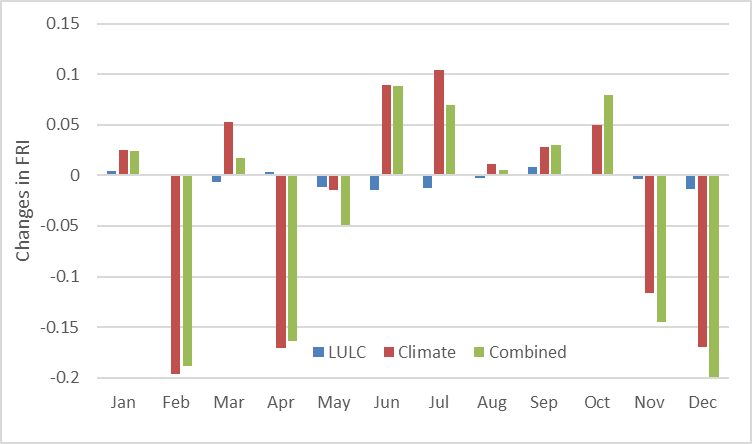 0.15
0.1
0.05
0
-0.05
-0.1
-0.15
-0.2
Changes in FRI
LULC Climate Combined
Jan Feb Mar Apr May Jun Jul Aug Sep Oct Nov Dec